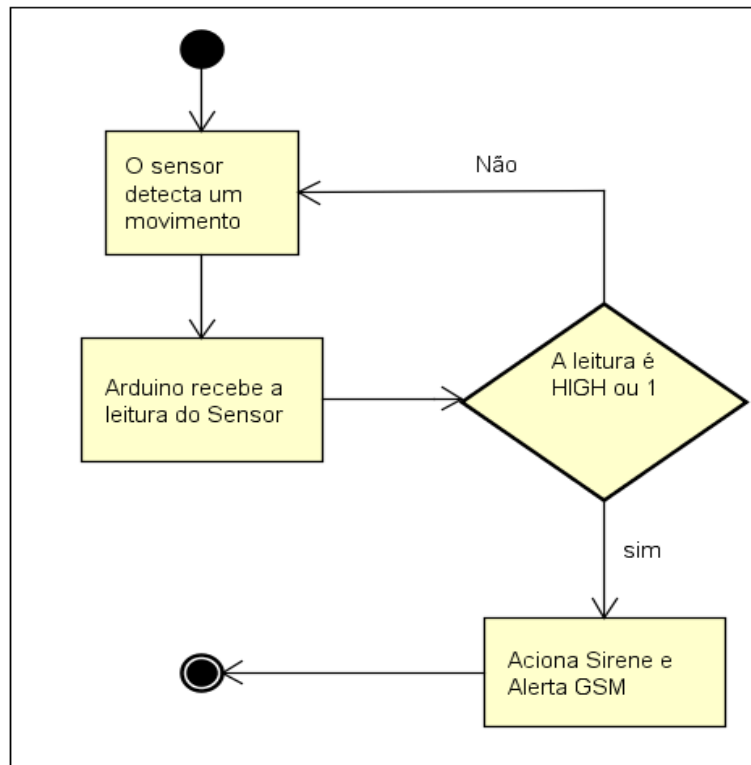 O sensor
detecta um
movimento
Não
Arduino recebe a
leitura do Sensor
A leitura é
HIGH ou 1
sim
Aciona Sirene e
Alerta GSM